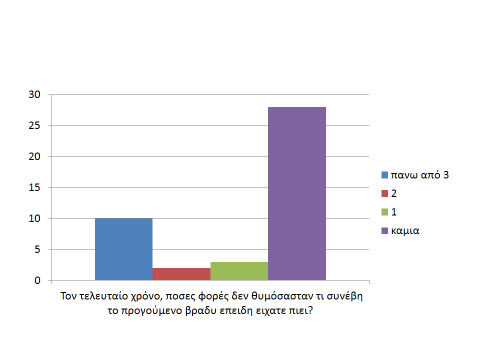 30
25
20
15
10
5
0
πανω από 3
2
1
καμια
Τον τελευταίο χρόνο, ποσες φορές δεν θυμόσασταν τι συνέβη
το προγούμενο βραδυ επειδη ειχατε πιει?